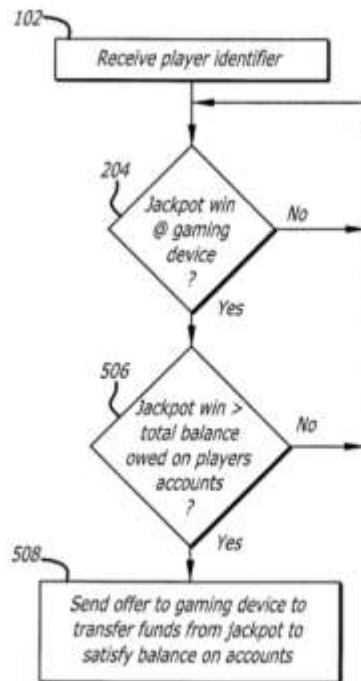 102
Receive player identifier
204
Jackpot win
@ gaming
device
?
No
Yes
506
Jackpot win >
total balance
owed on players
accounts
?
No
Yes
508
Send offer to gaming device to
transfer funds from jackpot to
satisfy balance on accounts